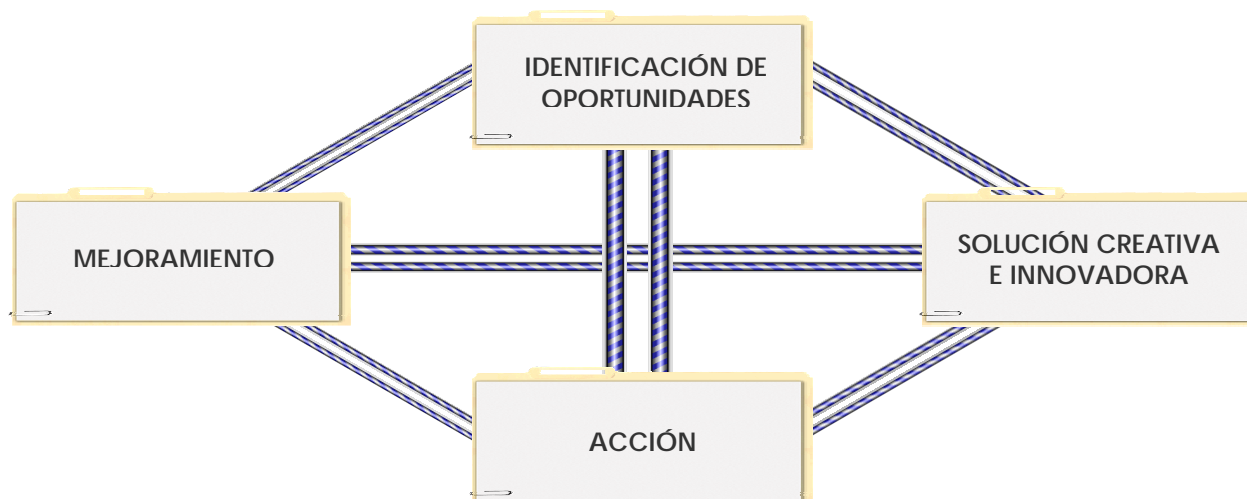 IDENTIFICACIÓN DE
OPORTUNIDADES
MEJORAMIENTO
SOLUCIÓN CREATIVA
E INNOVADORA
ACCIÓN